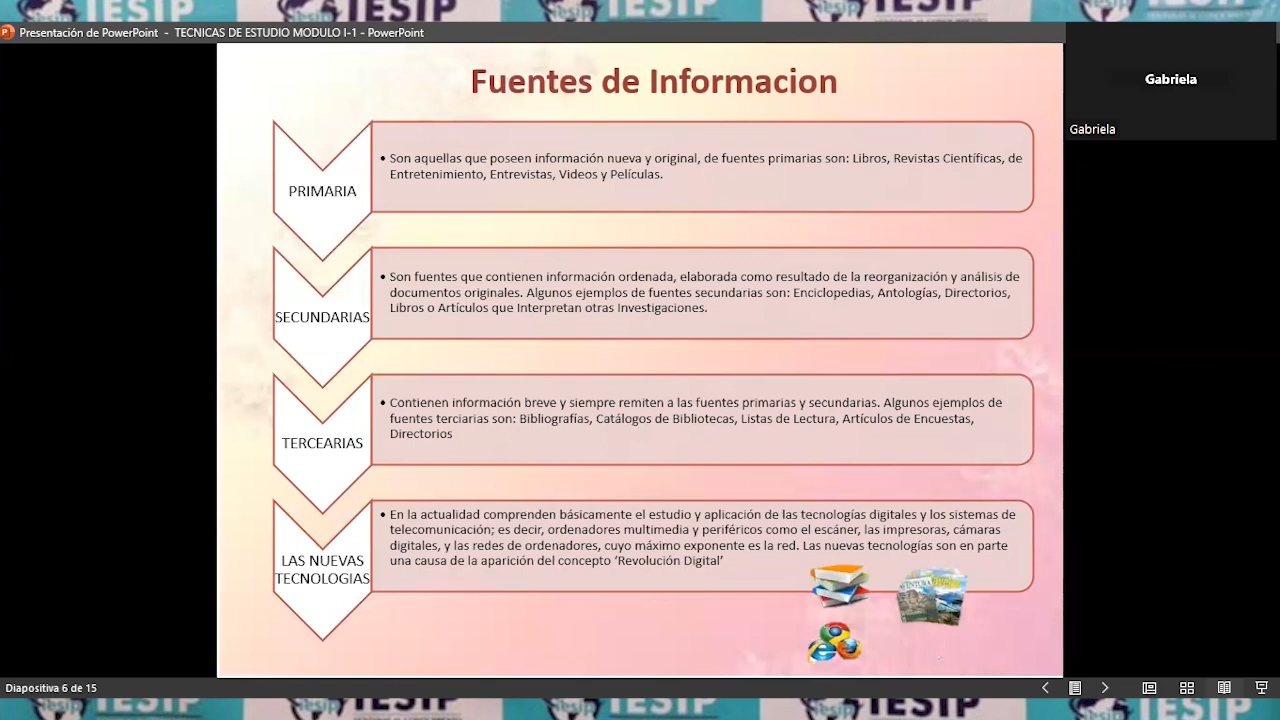 IESIP IESIP IESIP IESIP
Presentación de PowerPoint - TECNICAS DE ESTUDIO MODULO I-1 - PowerPoint
Gabriela
Gabriela
Fuentes de Informacion
PRIMARIA
• Son aquellas que poseen información nueva y original, de fuentes primarias son: Libros, Revistas Científicas, de
Entretenimiento, Entrevistas, Videos y Películas.
SECUNDARIAS
• Son fuentes que contienen información ordenada, elaborada como resultado de la reorganización y análisis de
documentos originales. Algunos ejemplos de fuentes secundarias son: Enciclopedias, Antologías, Directorios,
Libros o Artículos que Interpretan otras Investigaciones.
TERCEARIAS
• Contienen información breve y siempre remiten a las fuentes primarias y secundarias. Algunos ejemplos de
fuentes terciarias son: Bibliografías, Catálogos de Bibliotecas, Listas de Lectura, Artículos de Encuestas,
Directorios
LAS NUEVAS
TECNOLOGIAS
• En la actualidad comprenden básicamente el estudio y aplicación de las tecnologías digitales y los sistemas de
telecomunicación; es decir, ordenadores multimedia y periféricos como el escáner, las impresoras, cámaras
digitales, y las redes de ordenadores, cuyo máximo exponente es la red. Las nuevas tecnologías son en parte
una causa de la aparición del concepto ‘Revolución Digital’
Diapositiva 6 de 15
IESIP IESIP IESIP IESIP